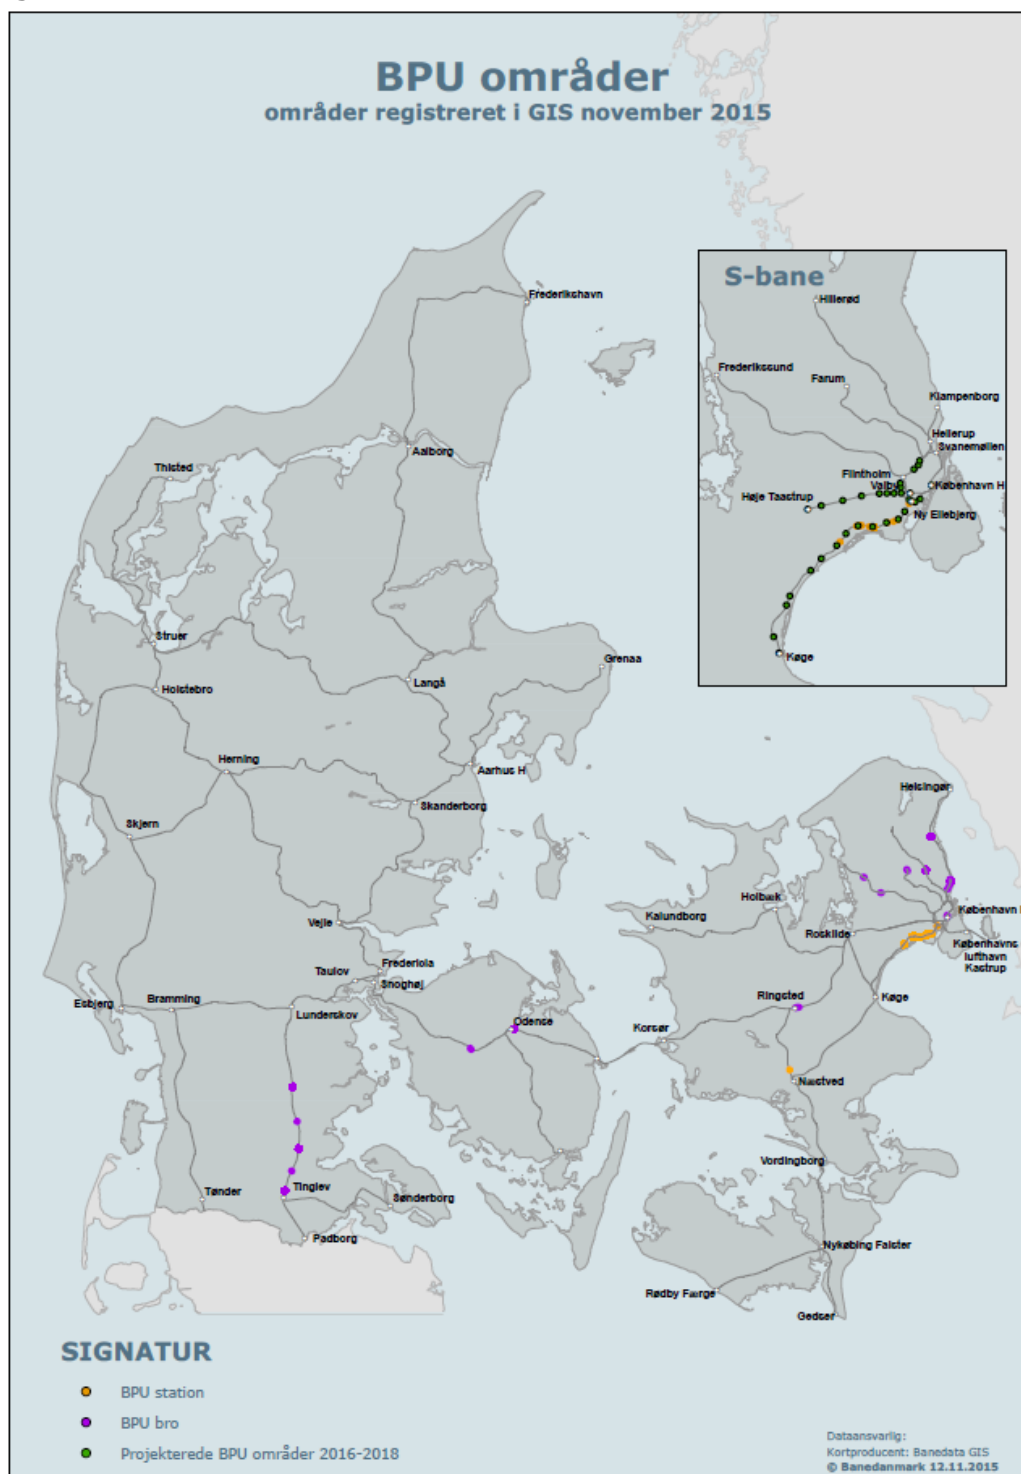 BPU områder
områder registreret i GIS november 2015
S-bane
Hillerød
Frederikssund
Farum
Klampenborg
Hellerup
Svanemøllen
Flintholm
Valby
København H
Høje Taastrup
Ny Ellebjerg
Køge
Frederikshavn
Aalborg
Thisted
Struer
Grenaa
Langå
Holstebro
Herning
Aarhus H
Skanderborg
Helsingør
Skjern
Holbæk
Kalundborg
København
Vejle
Roskilde
Københavns
lufthavn
Kastrup
Fredericia
Taulov
Snoghøj
Esbjerg
Bramming
Lunderskov
Ringsted
Køge
Odense
Korsør
Næstved
Vordingborg
Tinglev
Tønder
Sønderborg
Padborg
Nykøbing Falster
Rødby Færge
Gedser
SIGNATUR
BPU station
BPU bro
Projekterede BPU områder 2016-2018
Dataansvarlig:
Kortproducent: Banedata GIS
© Banedanmark 12.11.2015